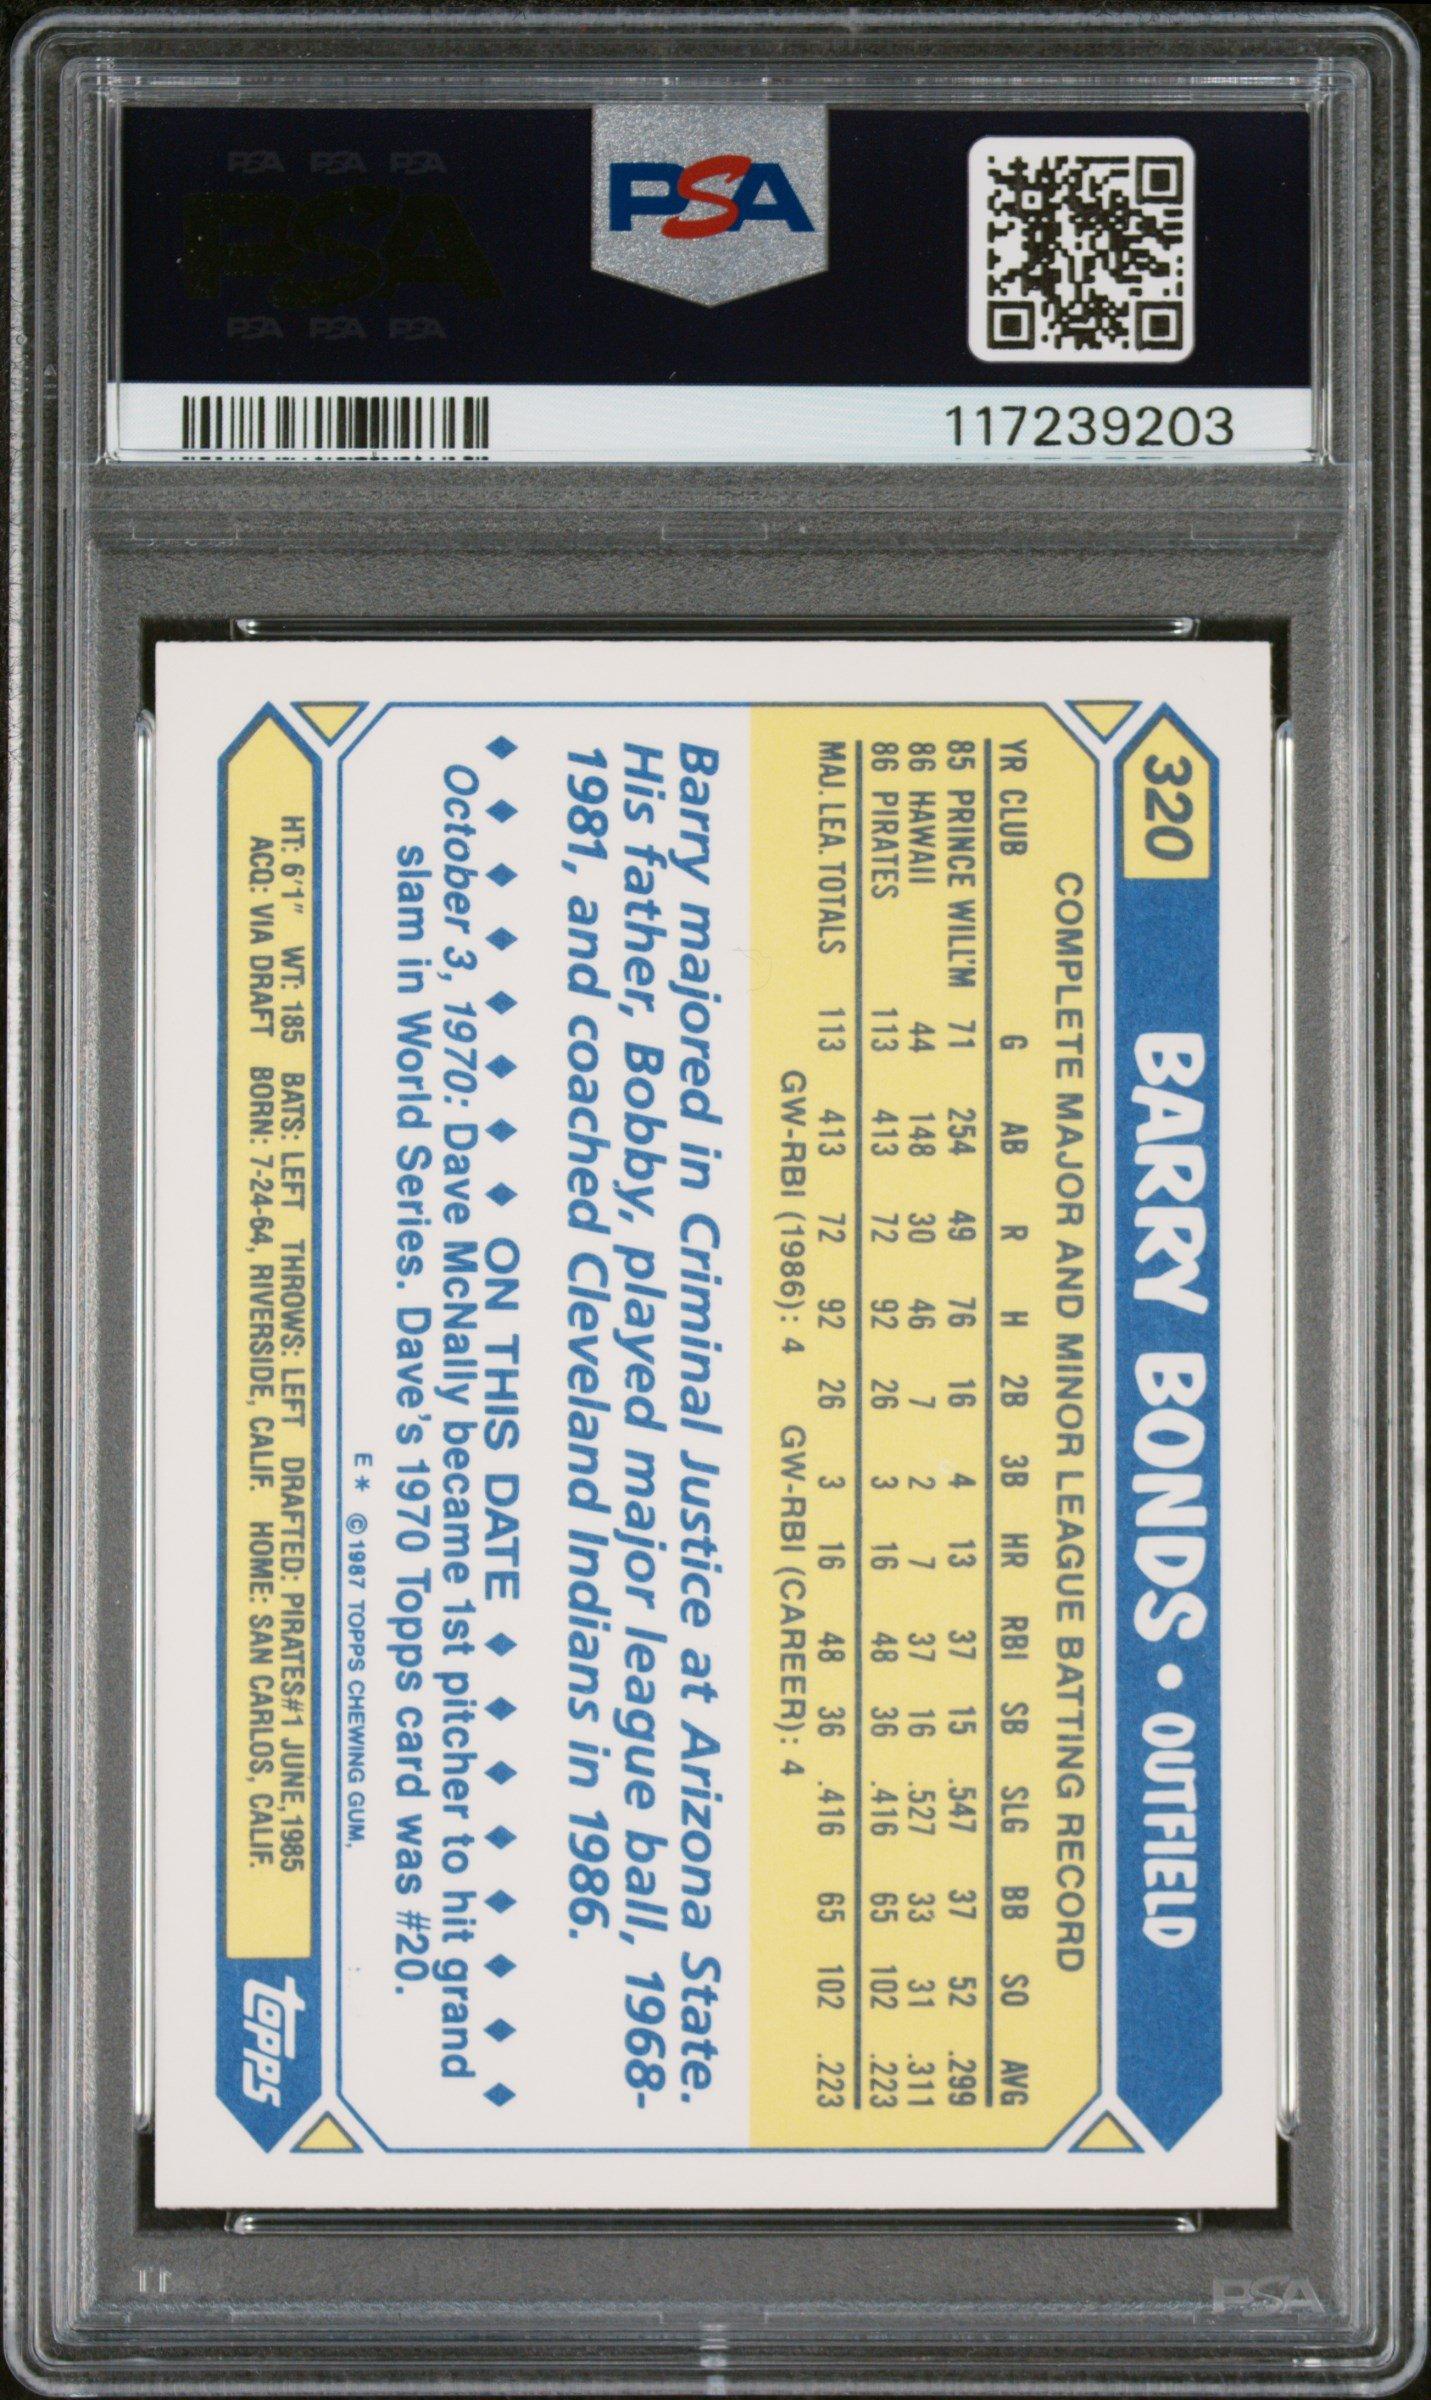 PSA PSA PSA
PSA
PSA PSA PSA
PSA
117239203
320 BARRY BONDS • OUTFIELD
COMPLETE MAJOR AND MINOR LEAGUE BATTING RECORD
YR CLUB G AB R H 2B 3B HR RBI SB SLG BB SO AVG
85 PRINCE WILL'M 71 254 49 76 16 4 13 37 15 .547 37 52 .299
86 HAWAII 44 148 30 46 7 2 7 37 16 .527 33 31 .311
86 PIRATES 113 413 72 92 26 3 16 48 36 .416 65 102 .223
MAJ. LEA. TOTALS 113 413 72 92 26 3 16 48 36 .416 65 102 .223
GW-RBI (1986): 4 GW-RBI (CAREER): 4
Barry majored in Criminal Justice at Arizona State.
His father, Bobby, played major league ball, 1968-
1981, and coached Cleveland Indians in 1986.
ON THIS DATE
October 3, 1970: Dave McNally became 1st pitcher to hit grand
slam in World Series. Dave's 1970 Topps card was #20.
E* © 1987 TOPPS CHEWING GUM,
HT: 6'1" WT: 185 BATS: LEFT THROWS: LEFT DRAFTED: PIRATES#1 JUNE, 1985
ACQ: VIA DRAFT BORN: 7-24-64, RIVERSIDE, CALIF. HOME: SAN CARLOS, CALIF.
topps
PSA